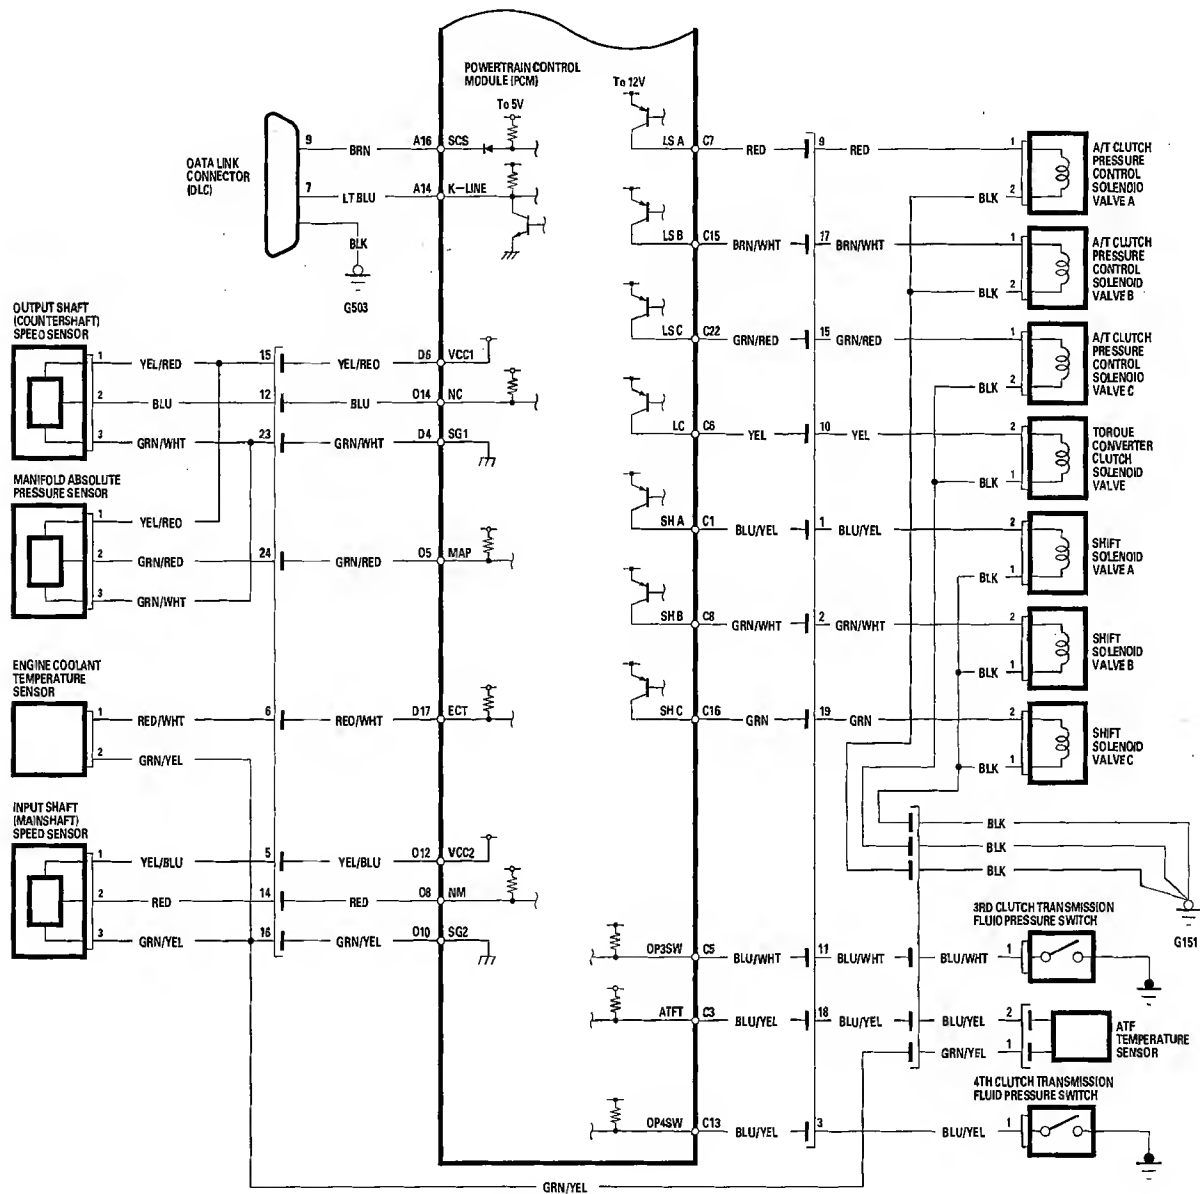 POWERTRAIN CONTROL
MODULE (PCM)
To 5V
To 12V
DATA LINK
CONNECTOR
(DLC)
9
BRN
A16
SCS
7
LT BLU
A14
K-LINE
BLK
G503
OUTPUT SHAFT
(COUNTERSHAFT)
SPEED SENSOR
1
YEL/RED
15
YEL/RED
D6
VCC1
2
BLU
12
BLU
D14
NC
3
GRN/WHT
23
GRN/WHT
D4
SG1
MANIFOLD ABSOLUTE
PRESSURE SENSOR
1
YEL/RED
2
GRN/RED
24
GRN/RED
D5
MAP
3
GRN/WHT
ENGINE COOLANT
TEMPERATURE
SENSOR
1
RED/WHT
6
RED/WHT
D17
ECT
2
GRN/YEL
INPUT SHAFT
(MAINSHAFT)
SPEED SENSOR
1
YEL/BLU
5
YEL/BLU
D12
VCC2
2
RED
14
RED
D8
NM
3
GRN/YEL
16
GRN/YEL
D10
SG2
LS A
C7
RED
9
RED
1
BLK
2
A/T CLUTCH
PRESSURE
CONTROL
SOLENOID
VALVE A
LS B
C15
BRN/WHT
17
BRN/WHT
1
BLK
2
A/T CLUTCH
PRESSURE
CONTROL
SOLENOID
VALVE B
LS C
C22
GRN/RED
15
GRN/RED
1
BLK
2
A/T CLUTCH
PRESSURE
CONTROL
SOLENOID
VALVE C
LC
C6
YEL
10
YEL
2
BLK
1
TORQUE
CONVERTER
CLUTCH
SOLENOID
VALVE
SH A
C1
BLU/YEL
1
BLU/YEL
2
BLK
1
SHIFT
SOLENOID
VALVE A
SH B
C8
GRN/WHT
2
GRN/WHT
2
BLK
1
SHIFT
SOLENOID
VALVE B
SH C
C16
GRN
19
GRN
2
BLK
1
SHIFT
SOLENOID
VALVE C
BLK
BLK
BLK
G151
3RD CLUTCH TRANSMISSION
FLUID PRESSURE SWITCH
OP3SW
C5
BLU/WHT
11
BLU/WHT
BLU/WHT
1
ATFT
C3
BLU/YEL
18
BLU/YEL
BLU/YEL
2
GRN/YEL
1
ATF
TEMPERATURE
SENSOR
4TH CLUTCH TRANSMISSION
FLUID PRESSURE SWITCH
OP4SW
C13
BLU/YEL
3
BLU/YEL
1
GRN/YEL